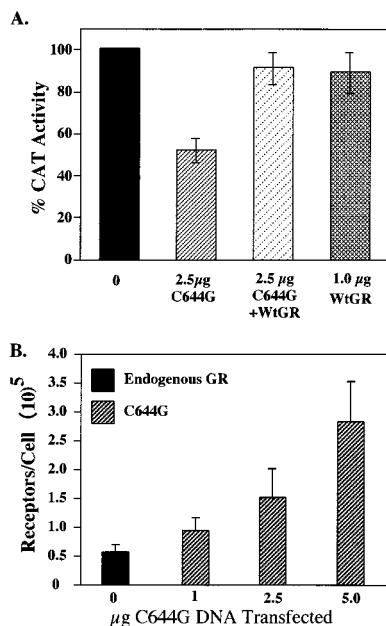 A.
% CAT Activity
100
80
60
40
20
0
0
2.5µg
C644G
2.5 µg
C644G
+WtGR
1.0 µg
WtGR
B.
Receptors/Cell (10)5
4.0
3.5
3.0
2.5
2.0
1.5
1.0
0.5
0
Endogenous GR
C644G
0
1
2.5
5.0
µg C644G DNA Transfected